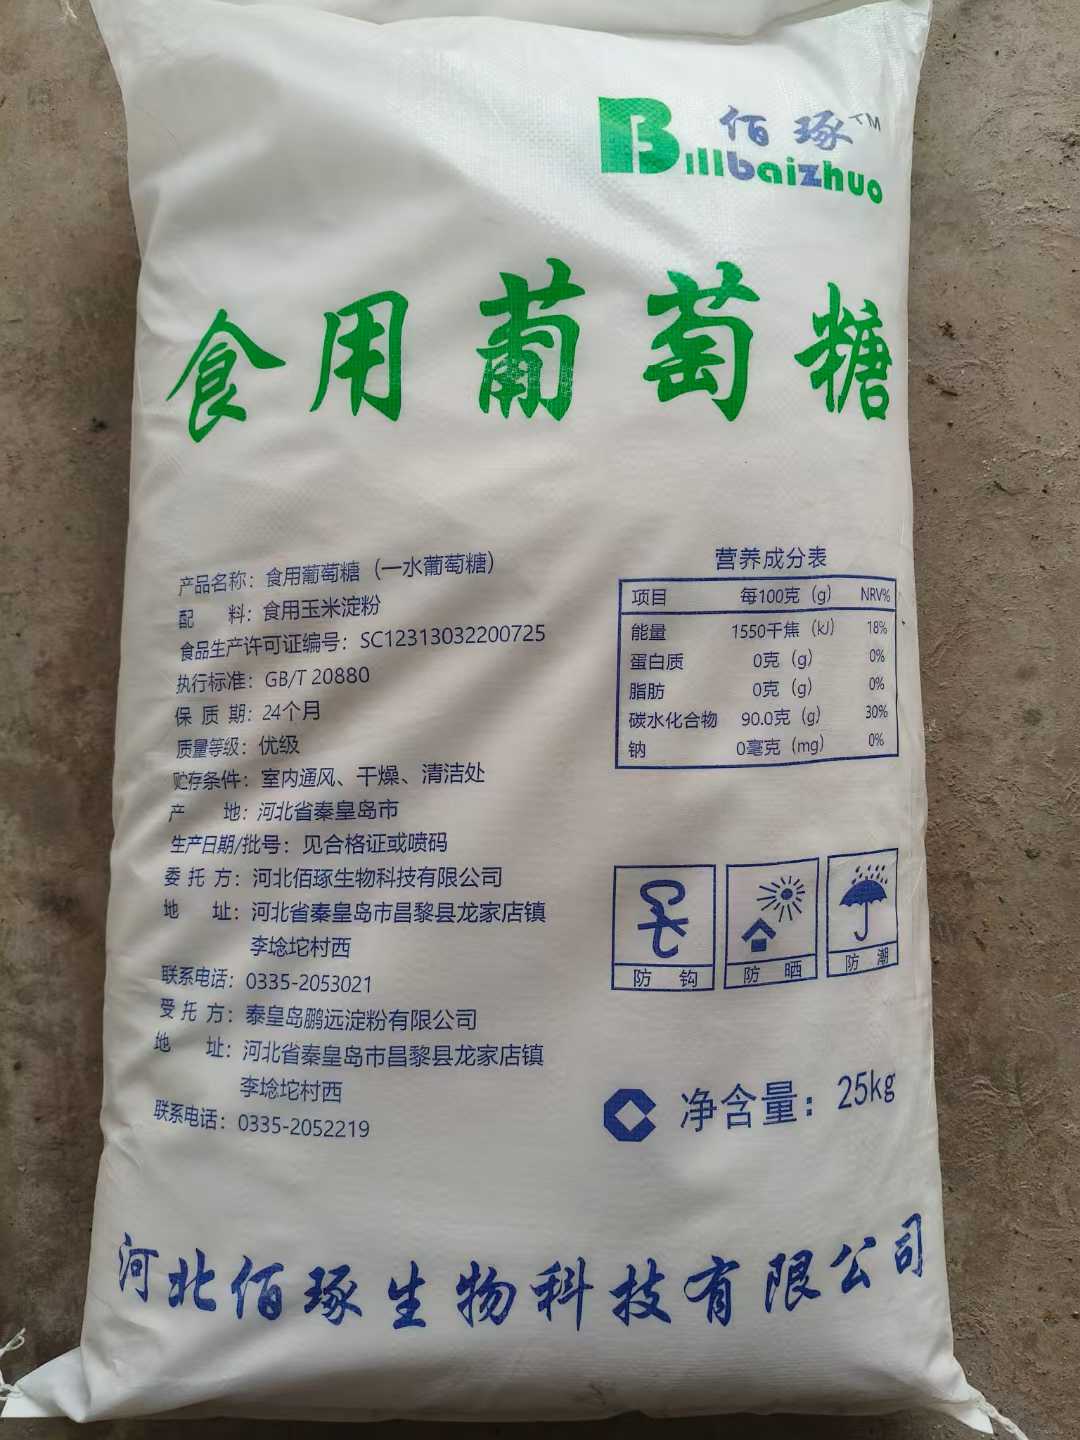 佰琢™
Billbaizhuo
食用葡萄糖
产品名称：食用葡萄糖（一水葡萄糖）
配 料：食用玉米淀粉
食品生产许可证编号：SC12313032200725
执行标准：GB/T 20880
保 质 期：24个月
质量等级：优级
贮存条件：室内通风、干燥、清洁处
产 地：河北省秦皇岛市
生产日期/批号：见合格证或喷码
委 托 方：河北佰琢生物科技有限公司
地 址：河北省秦皇岛市昌黎县龙家店镇
李埝坨村西
联系电话：0335-2053021
受 托 方：泰皇岛鹏远淀粉有限公司
地 址：河北省秦皇岛市昌黎县龙家店镇
李埝坨村西
联系电话：0335-2052219
营养成分表
项目 每100克（g） NRV%
能量 1550千焦（kJ） 18%
蛋白质 0克（g） 0%
脂肪 0克（g） 0%
碳水化合物 90.0克（g） 30%
钠 0毫克（mg） 0%
防 钩 防 晒 防 潮
净含量：25kg
河北佰琢生物科技有限公司